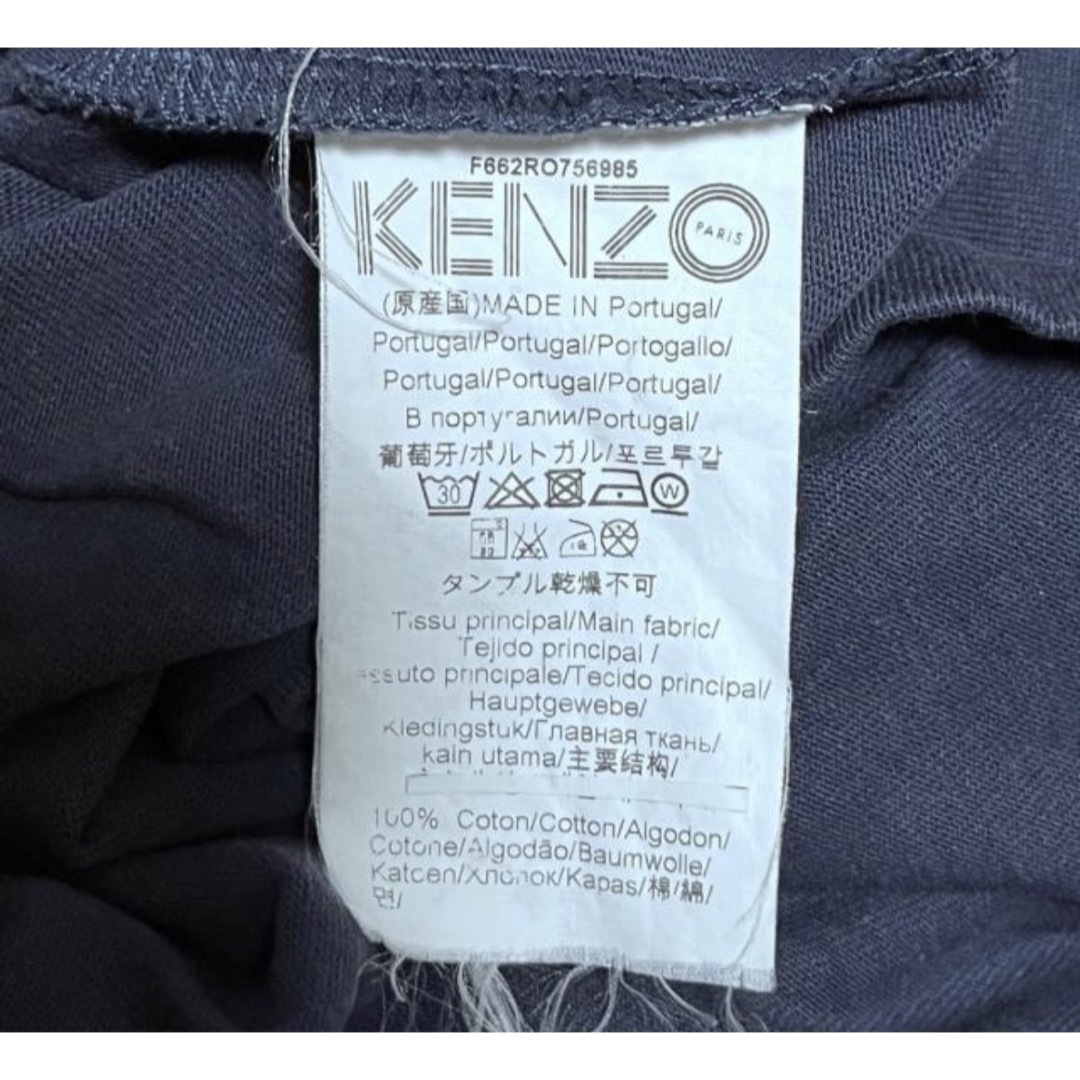 F662RO756985
KENZO
PARIS
(原産国)MADE IN Portugal/
Portugal/Portugal/Portogallo/
Portugal/Portugal/Portugal/
В португалии/Portugal/
葡萄牙/ポルトガル/포르투갈
30 W
タンブル乾燥不可
Tissu principal/Main fabric/
Tejido principal /
principale/Tecido principal/
Hauptgewebe/
Kledingstuk/Главная ткань/
kain utama/主要结构/
100% Coton/Cotton/Algodon/
Cotone/Algodão/Baumwolle/
Katoen/Хлопок/Kapas/棉/綿/
면/